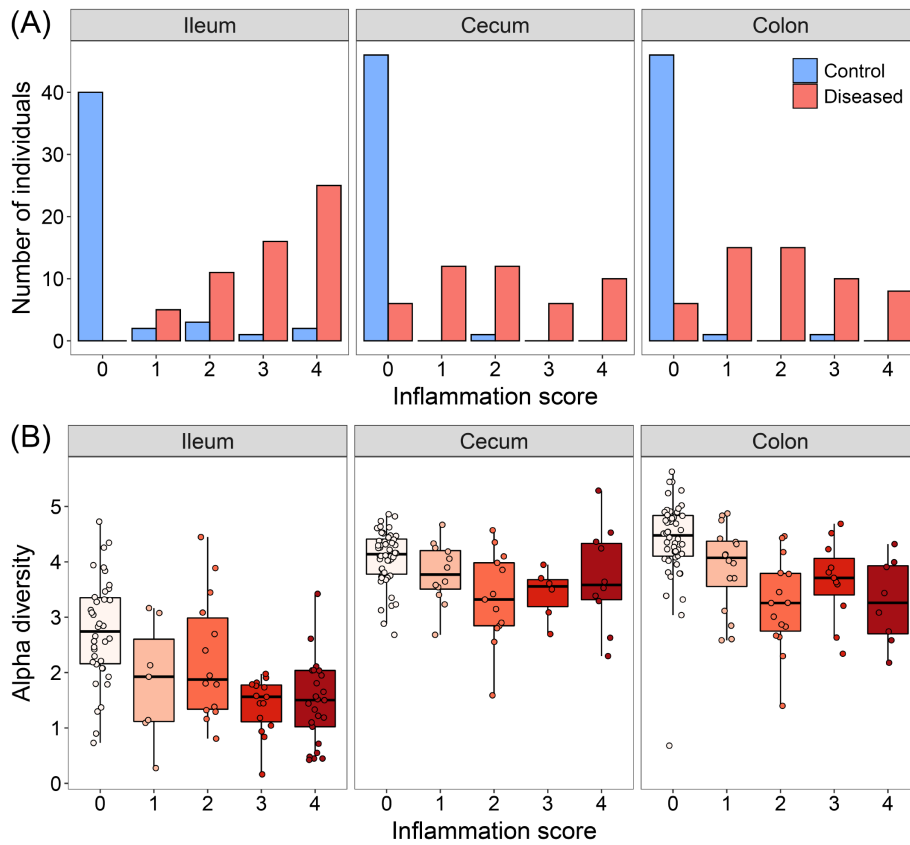 (A)
Ileum Cecum Colon
Number of individuals
40
30
20
10
0
Control
Diseased
0 1 2 3 4 0 1 2 3 4 0 1 2 3 4
Inflammation score
(B)
Ileum Cecum Colon
Alpha diversity
5
4
3
2
1
0
0 1 2 3 4 0 1 2 3 4 0 1 2 3 4
Inflammation score